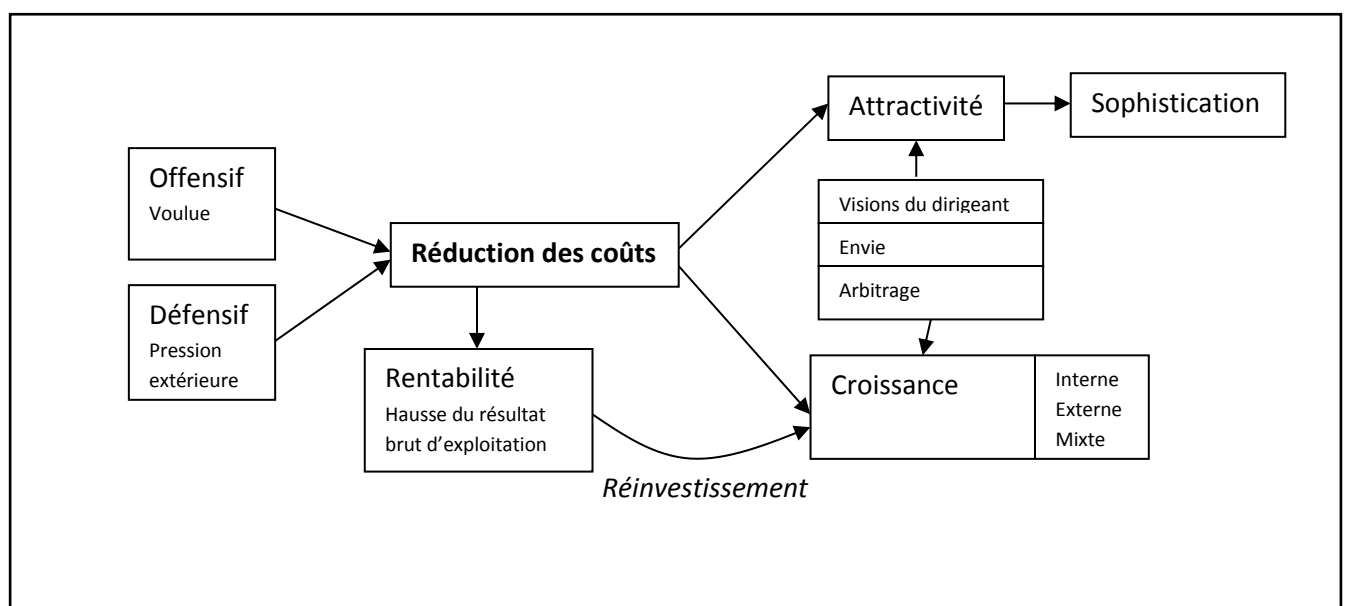 Offensif
Voulue
Défensif
Pression
extérieure
Réduction des coûts
Rentabilité
Hausse du résultat
brut d’exploitation
Réinvestissement
Attractivité
Sophistication
Visions du dirigeant
Envie
Arbitrage
Croissance
Interne
Externe
Mixte